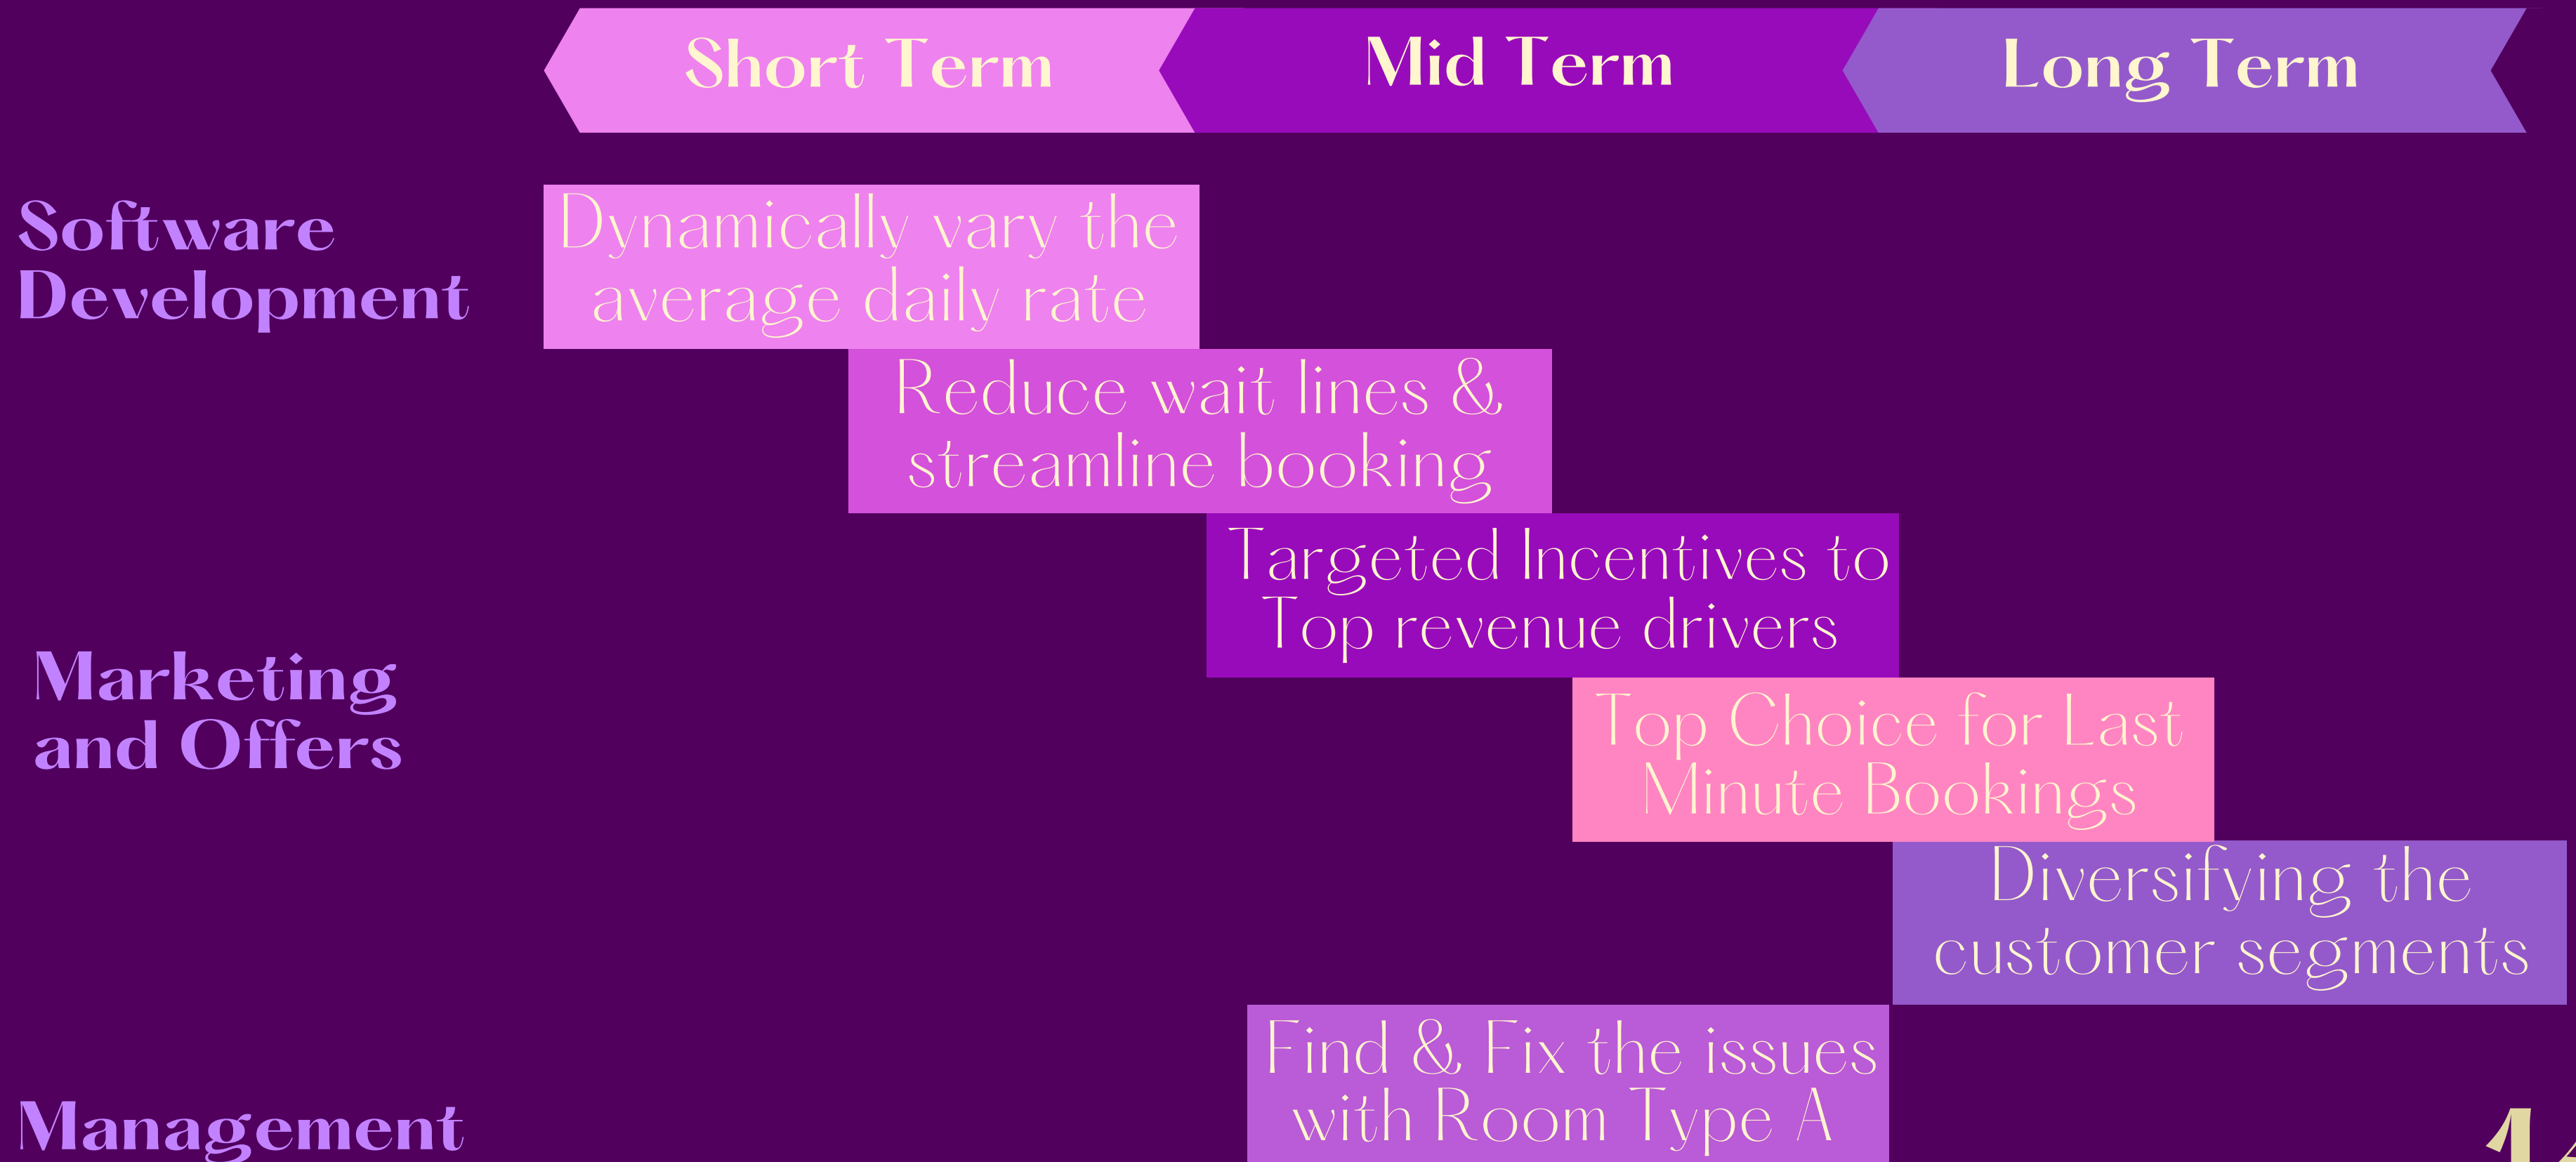 Short Term
Mid Term
Long Term
Software
Development
Dynamically vary the
average daily rate
Reduce wait lines &
streamline booking
Targeted Incentives to
Top revenue drivers
Marketing
and Offers
Top Choice for Last
Minute Bookings
Diversifying the
customer segments
Find & Fix the issues
with Room Type A
Management